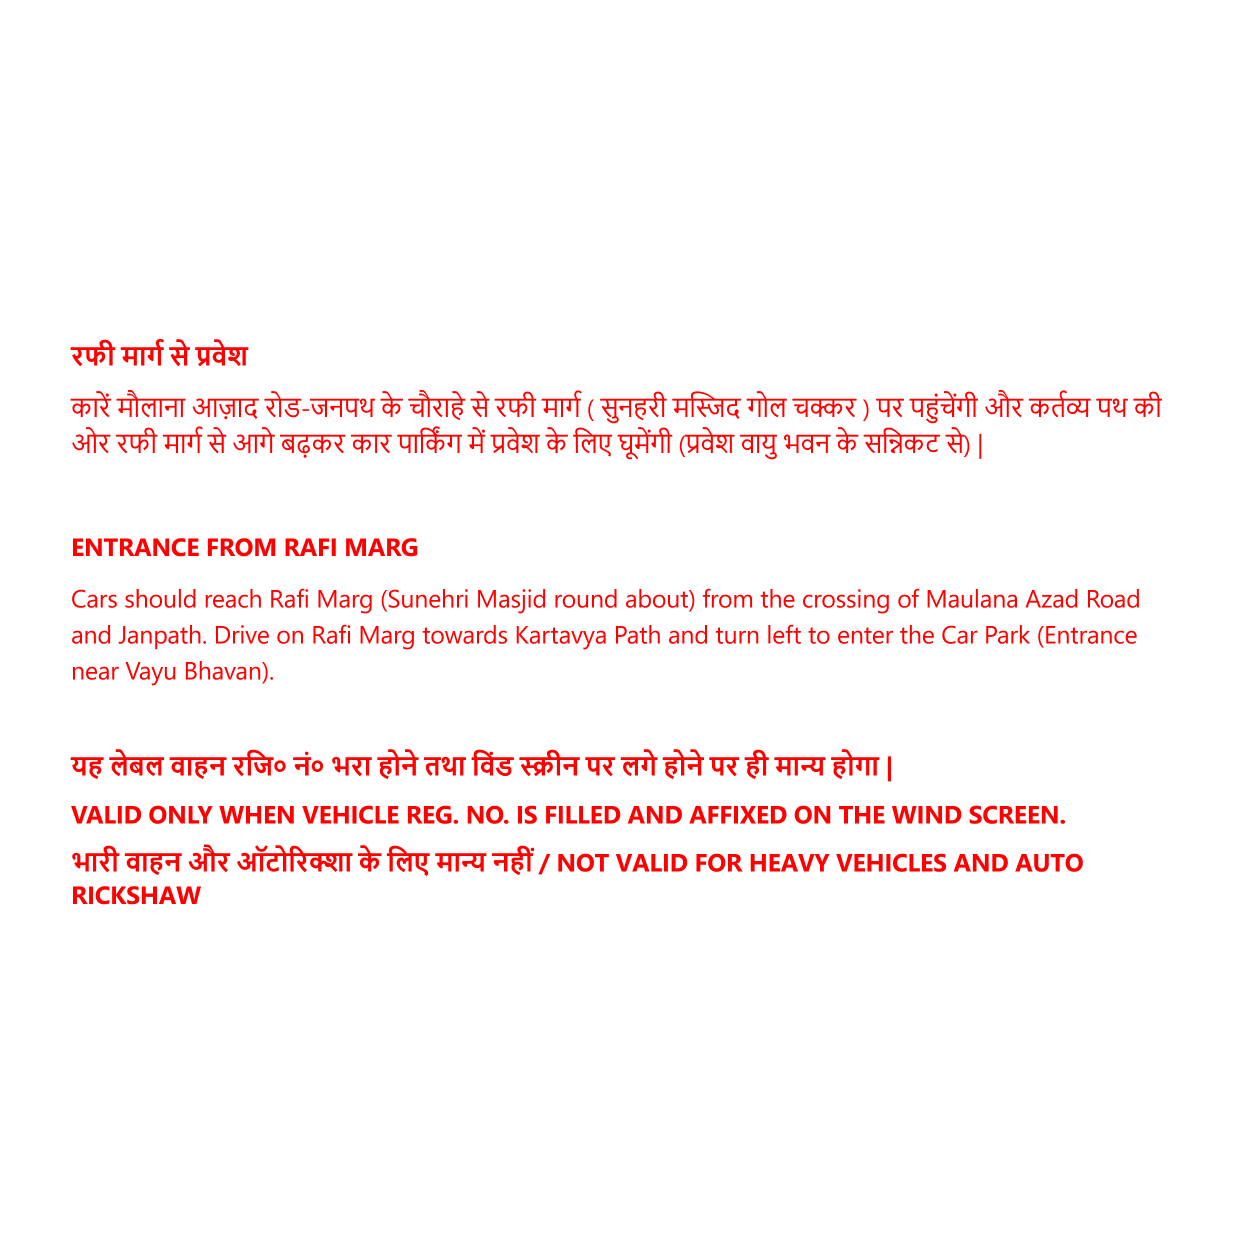 रफी मार्ग से प्रवेश
कारें मौलाना आज़ाद रोड-जनपथ के चौराहे से रफी मार्ग ( सुनहरी मस्जिद गोल चक्कर ) पर पहुंचेंगी और कर्तव्य पथ की
ओर रफी मार्ग से आगे बढ़कर कार पार्किंग में प्रवेश के लिए घूमेंगी (प्रवेश वायु भवन के सन्निकट से) |
ENTRANCE FROM RAFI MARG
Cars should reach Rafi Marg (Sunehri Masjid round about) from the crossing of Maulana Azad Road
and Janpath. Drive on Rafi Marg towards Kartavya Path and turn left to enter the Car Park (Entrance
near Vayu Bhavan).
यह लेबल वाहन रजि० नं० भरा होने तथा विंड स्क्रीन पर लगे होने पर ही मान्य होगा |
VALID ONLY WHEN VEHICLE REG. NO. IS FILLED AND AFFIXED ON THE WIND SCREEN.
भारी वाहन और ऑटोरिक्शा के लिए मान्य नहीं / NOT VALID FOR HEAVY VEHICLES AND AUTO
RICKSHAW